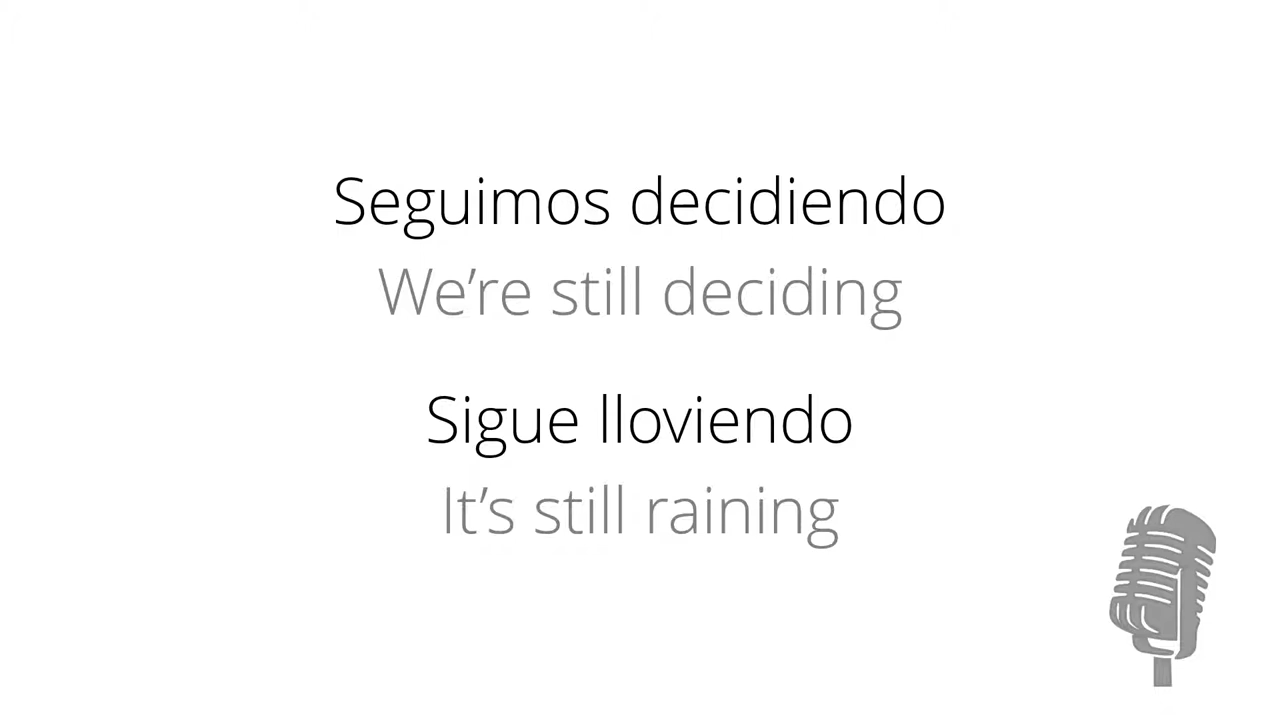 Seguimos decidiendo
We’re still deciding
Sigue lloviendo
It’s still raining